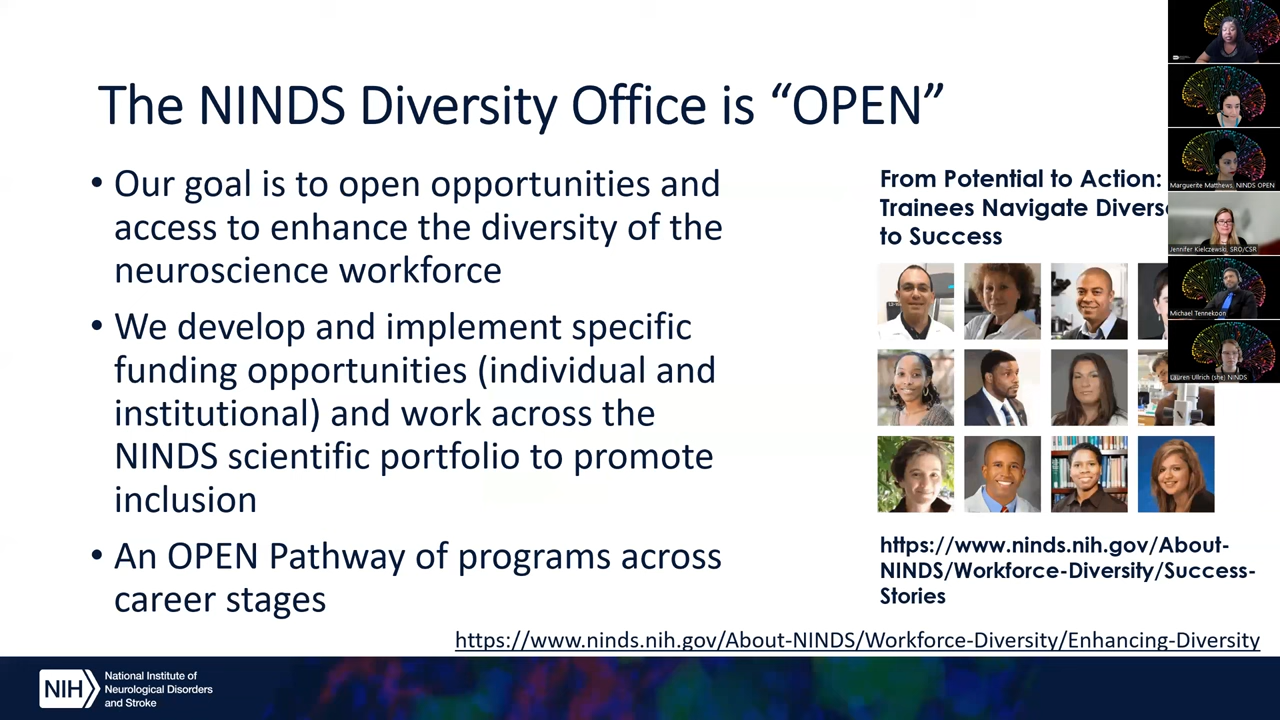 The NINDS Diversity Office is “OPEN”
• Our goal is to open opportunities and
access to enhance the diversity of the
neuroscience workforce
• We develop and implement specific
funding opportunities (individual and
institutional) and work across the
NINDS scientific portfolio to promote
inclusion
• An OPEN Pathway of programs across
career stages
From Potential to Action:
Trainees Navigate Divers
to Success
https://www.ninds.nih.gov/About-
NINDS/Workforce-Diversity/Success-
Stories
https://www.ninds.nih.gov/About-NINDS/Workforce-Diversity/Enhancing-Diversity
NIH
National Institute of
Neurological Disorders
and Stroke
Marguerite Matthews, NINDS OPEN
Jennifer Kielczewski, SRO/CSR
Michael Tennekoon
Lauren Ullrich (she) NINDS